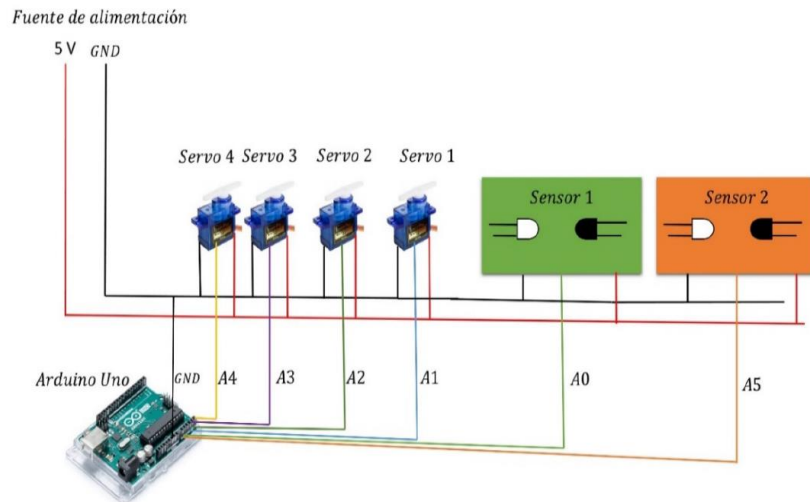 Fuente de alimentación
5 V GND
Servo 4 Servo 3 Servo 2 Servo 1
Sensor 1
Sensor 2
Arduino Uno
GND A4 A3 A2 A1 A0 A5